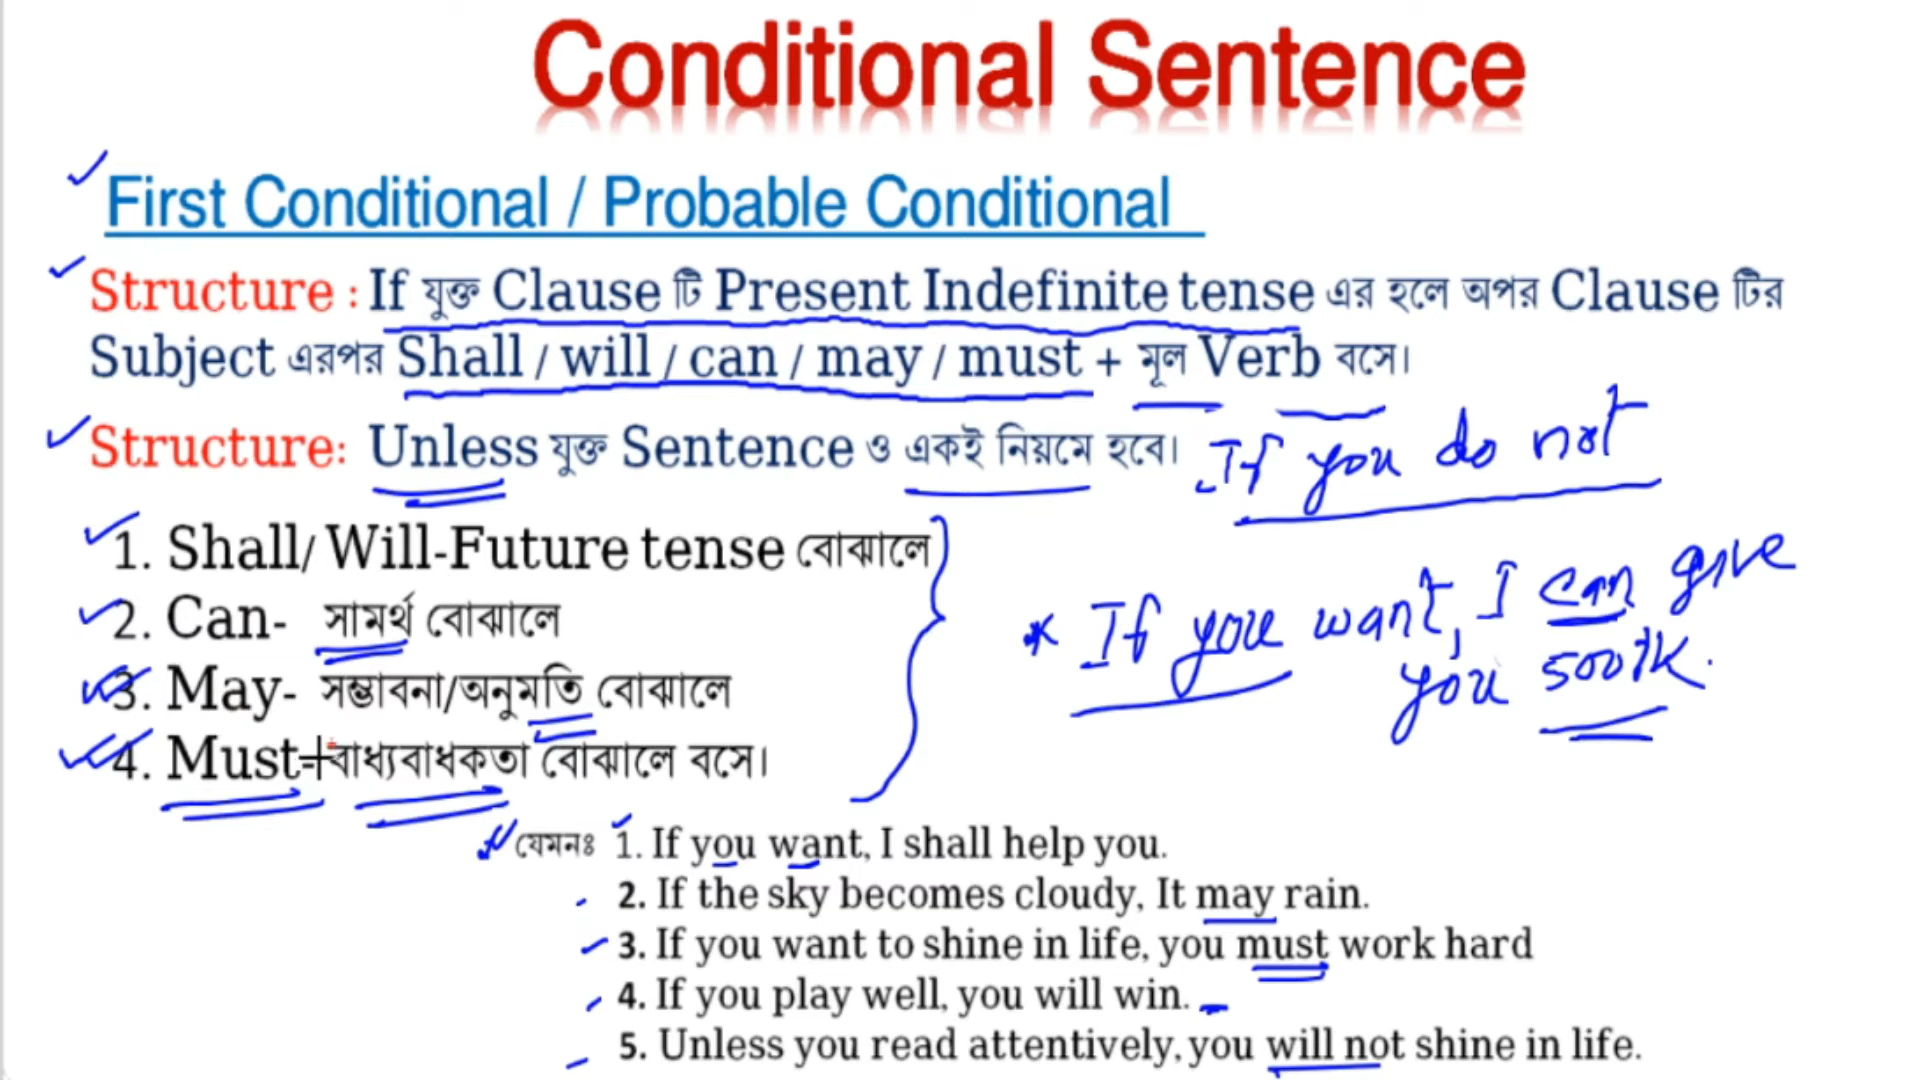 Conditional Sentence
First Conditional / Probable Conditional
Structure : If যুক্ত Clause টি Present Indefinite tense এর হলে অপর Clause টির
Subject এরপর Shall / will / can / may / must + মূল Verb বসে।
Structure: Unless যুক্ত Sentence ও একই নিয়মে হবে।
If you do not
1. Shall/ Will-Future tense বোঝালে
2. Can- সামর্থ বোঝালে
3. May- সম্ভাবনা/অনুমতি বোঝালে
4. Must-বাধ্যবাধকতা বোঝালে বসে।
* If you want, I can give
you 500tk.
যেমনঃ 1. If you want, I shall help you.
2. If the sky becomes cloudy, It may rain.
3. If you want to shine in life, you must work hard
4. If you play well, you will win.
5. Unless you read attentively, you will not shine in life.